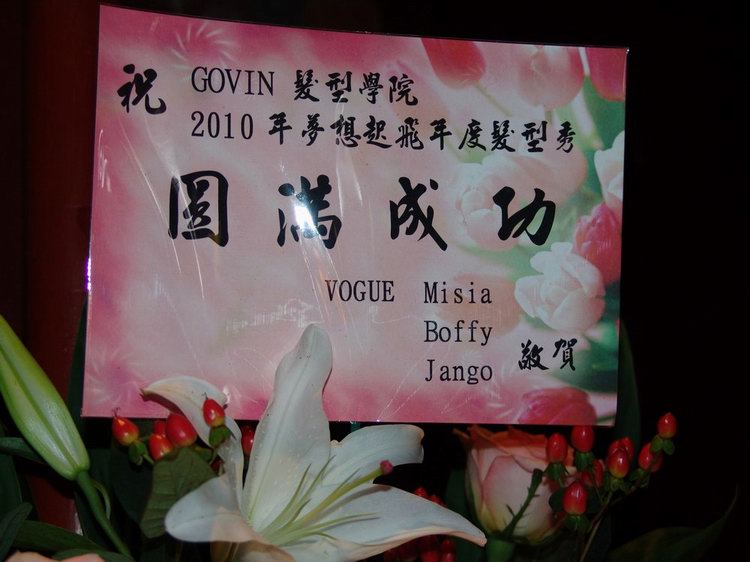 祝 GOVIN 髮型學院
2010 年夢想起飛年度髮型秀
圓滿成功
VOGUE Misia
Boffy
Jango 敬賀